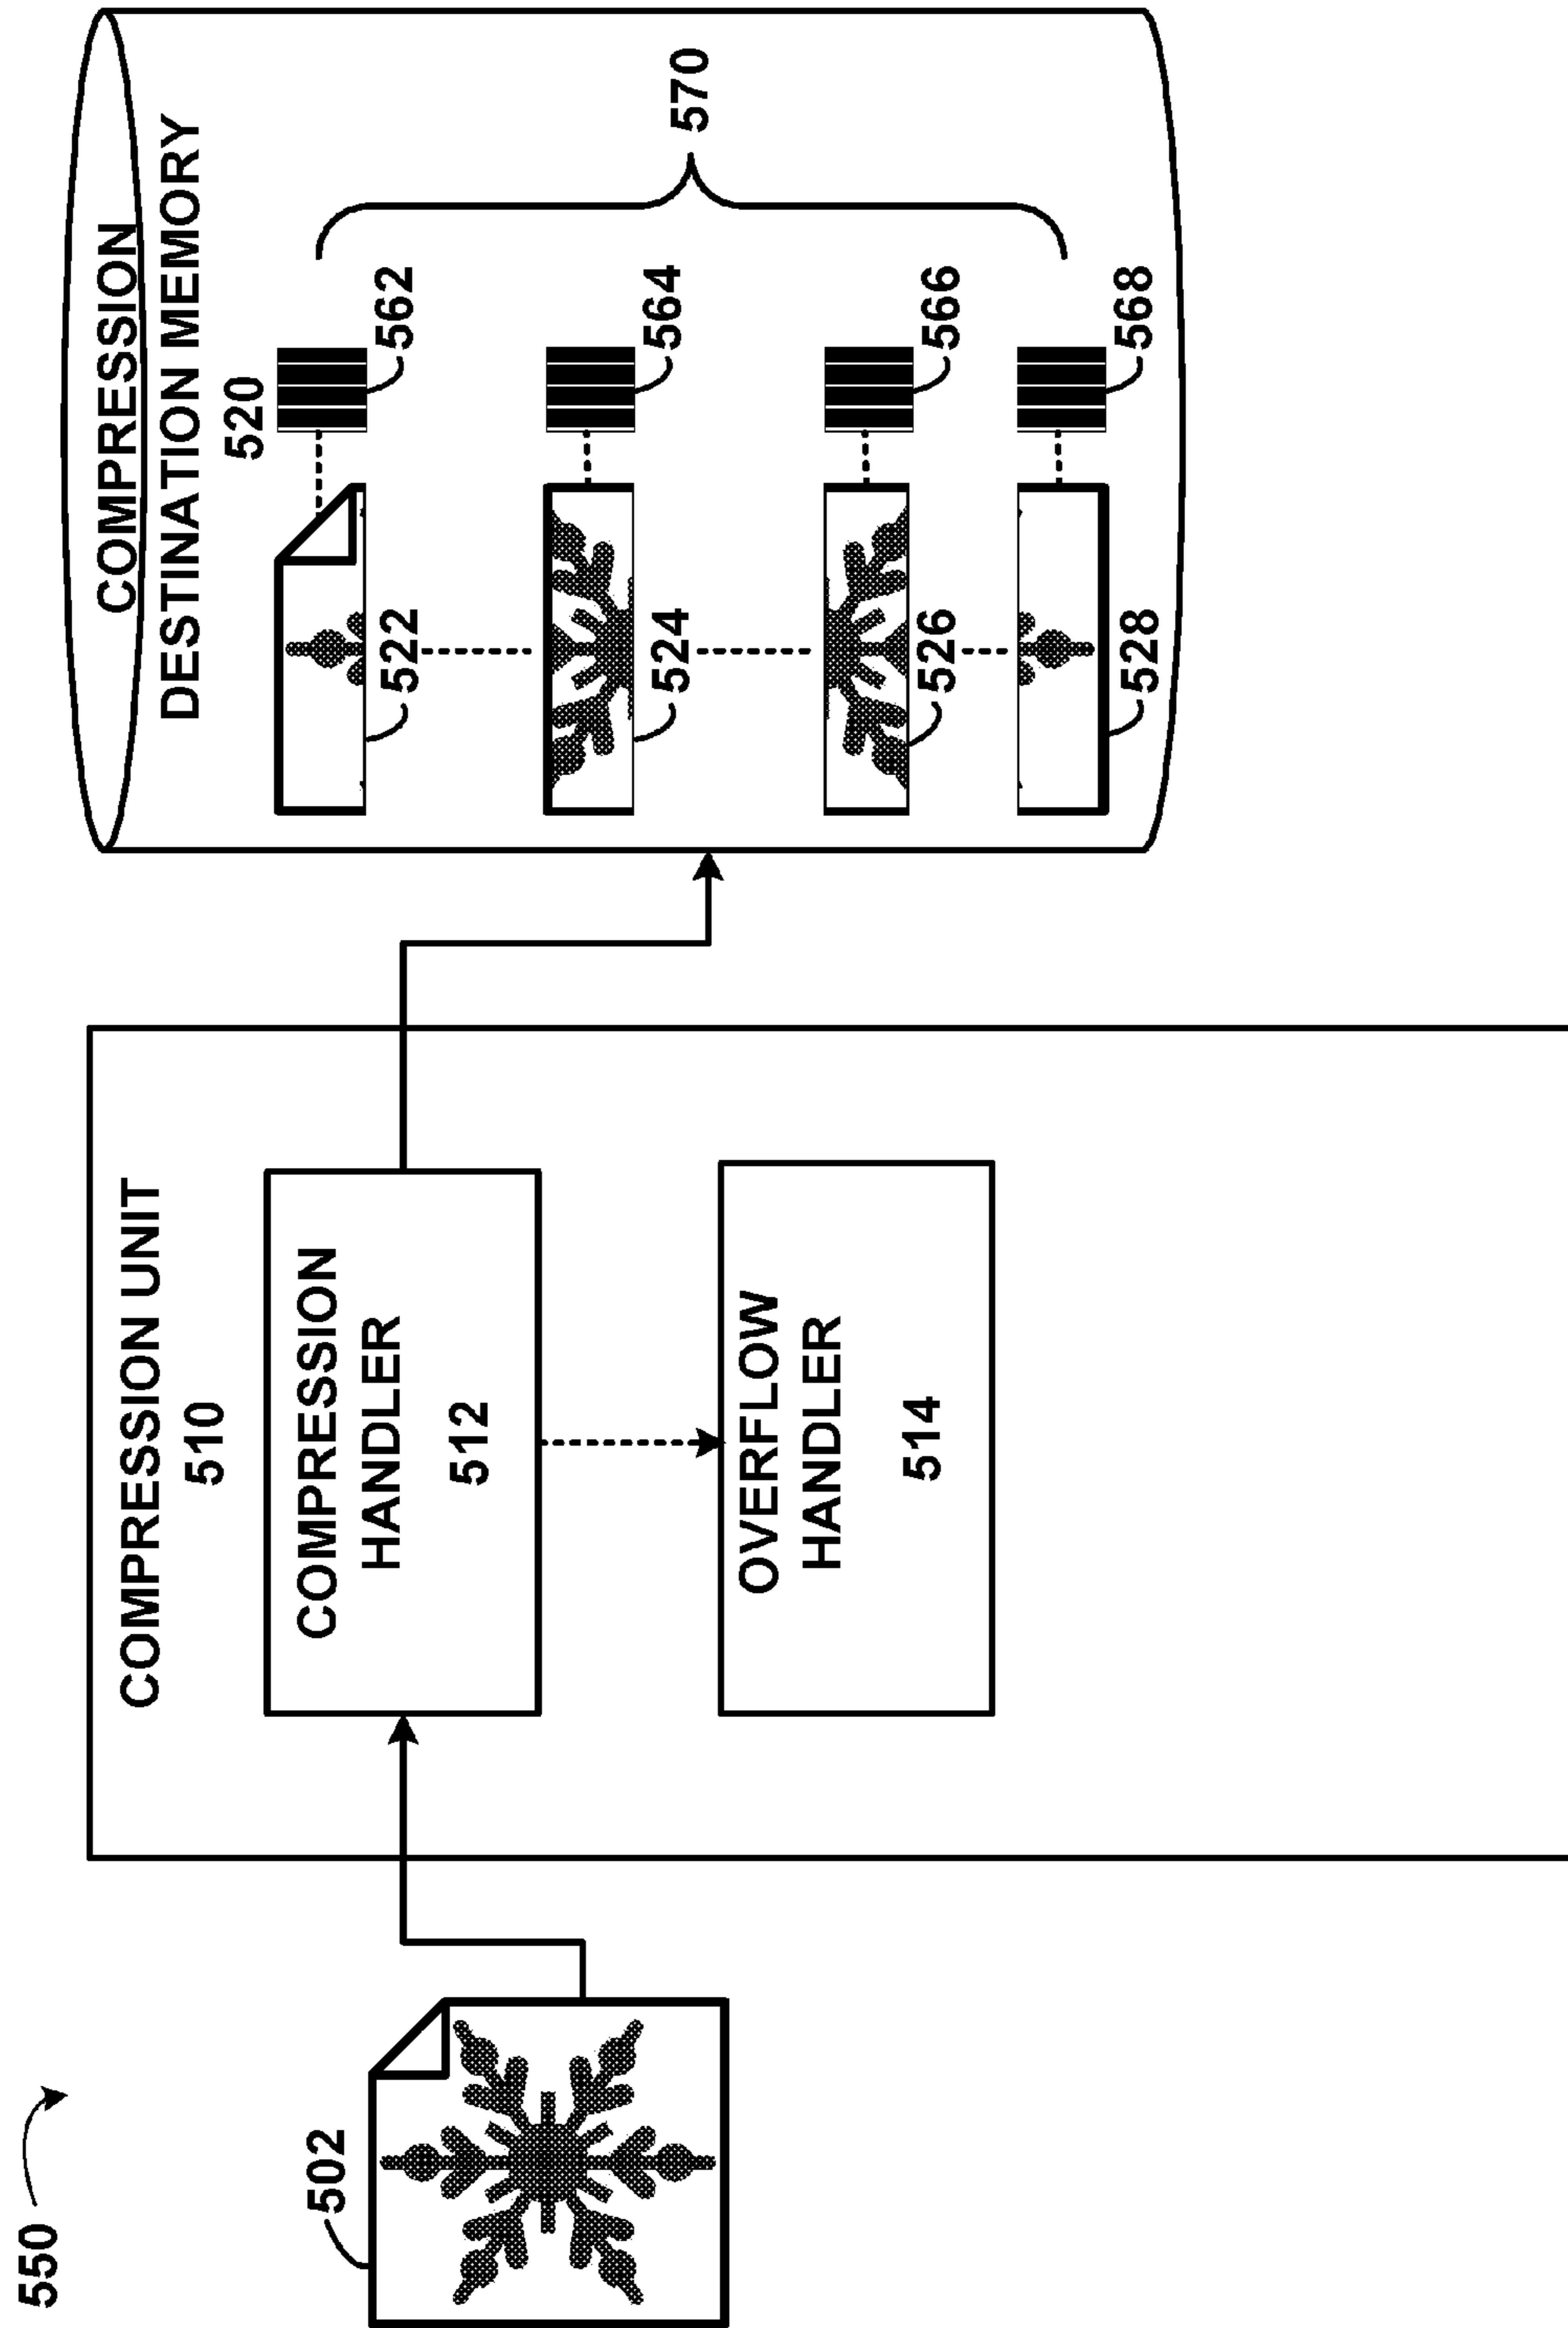 550
502
COMPRESSION UNIT
510
COMPRESSION
HANDLER
512
OVERFLOW
HANDLER
514
COMPRESSION
DESTINATION MEMORY
520
522
562
524
564
526
566
528
568
570